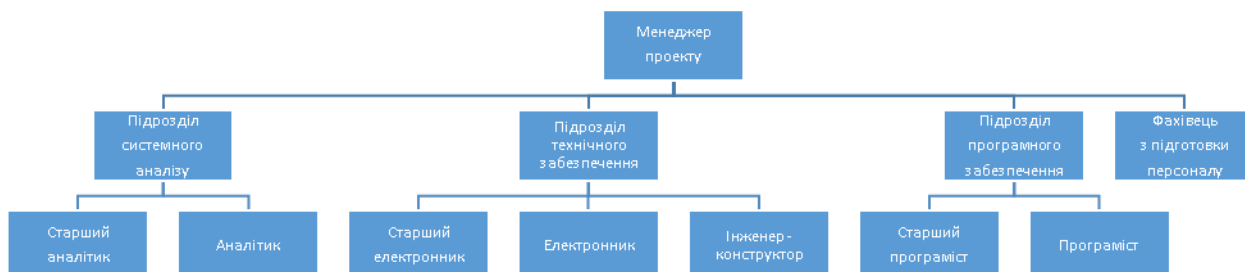 Менеджер
проекту
Підрозділ
системного
аналізу
Підрозділ
технічного
забезпечення
Підрозділ
програмного
забезпечення
Фахівець
з підготовки
персоналу
Старший
аналітик
Аналітик
Старший
електронник
Електронник
Інженер-
конструктор
Старший
програміст
Програміст